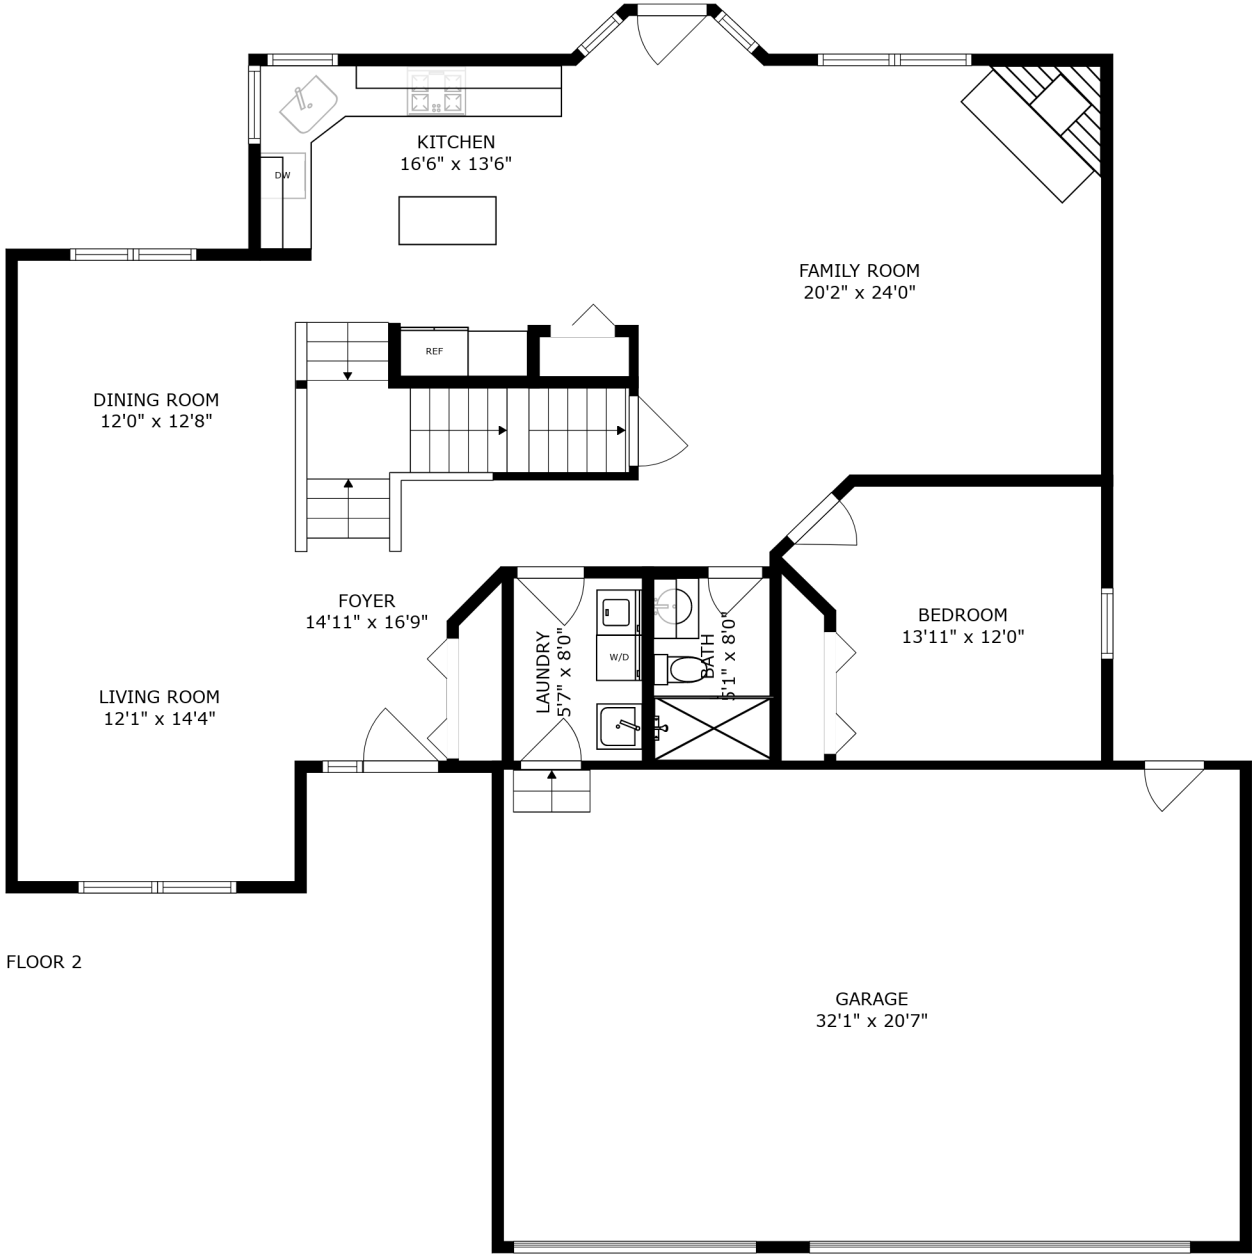 KITCHEN
16'6" x 13'6"
DW
FAMILY ROOM
20'2" x 24'0"
REF
DINING ROOM
12'0" x 12'8"
FOYER
14'11" x 16'9"
LAUNDRY
5'7" x 8'0"
W/D
BATH
5'1" x 8'0"
BEDROOM
13'11" x 12'0"
LIVING ROOM
12'1" x 14'4"
FLOOR 2
GARAGE
32'1" x 20'7"